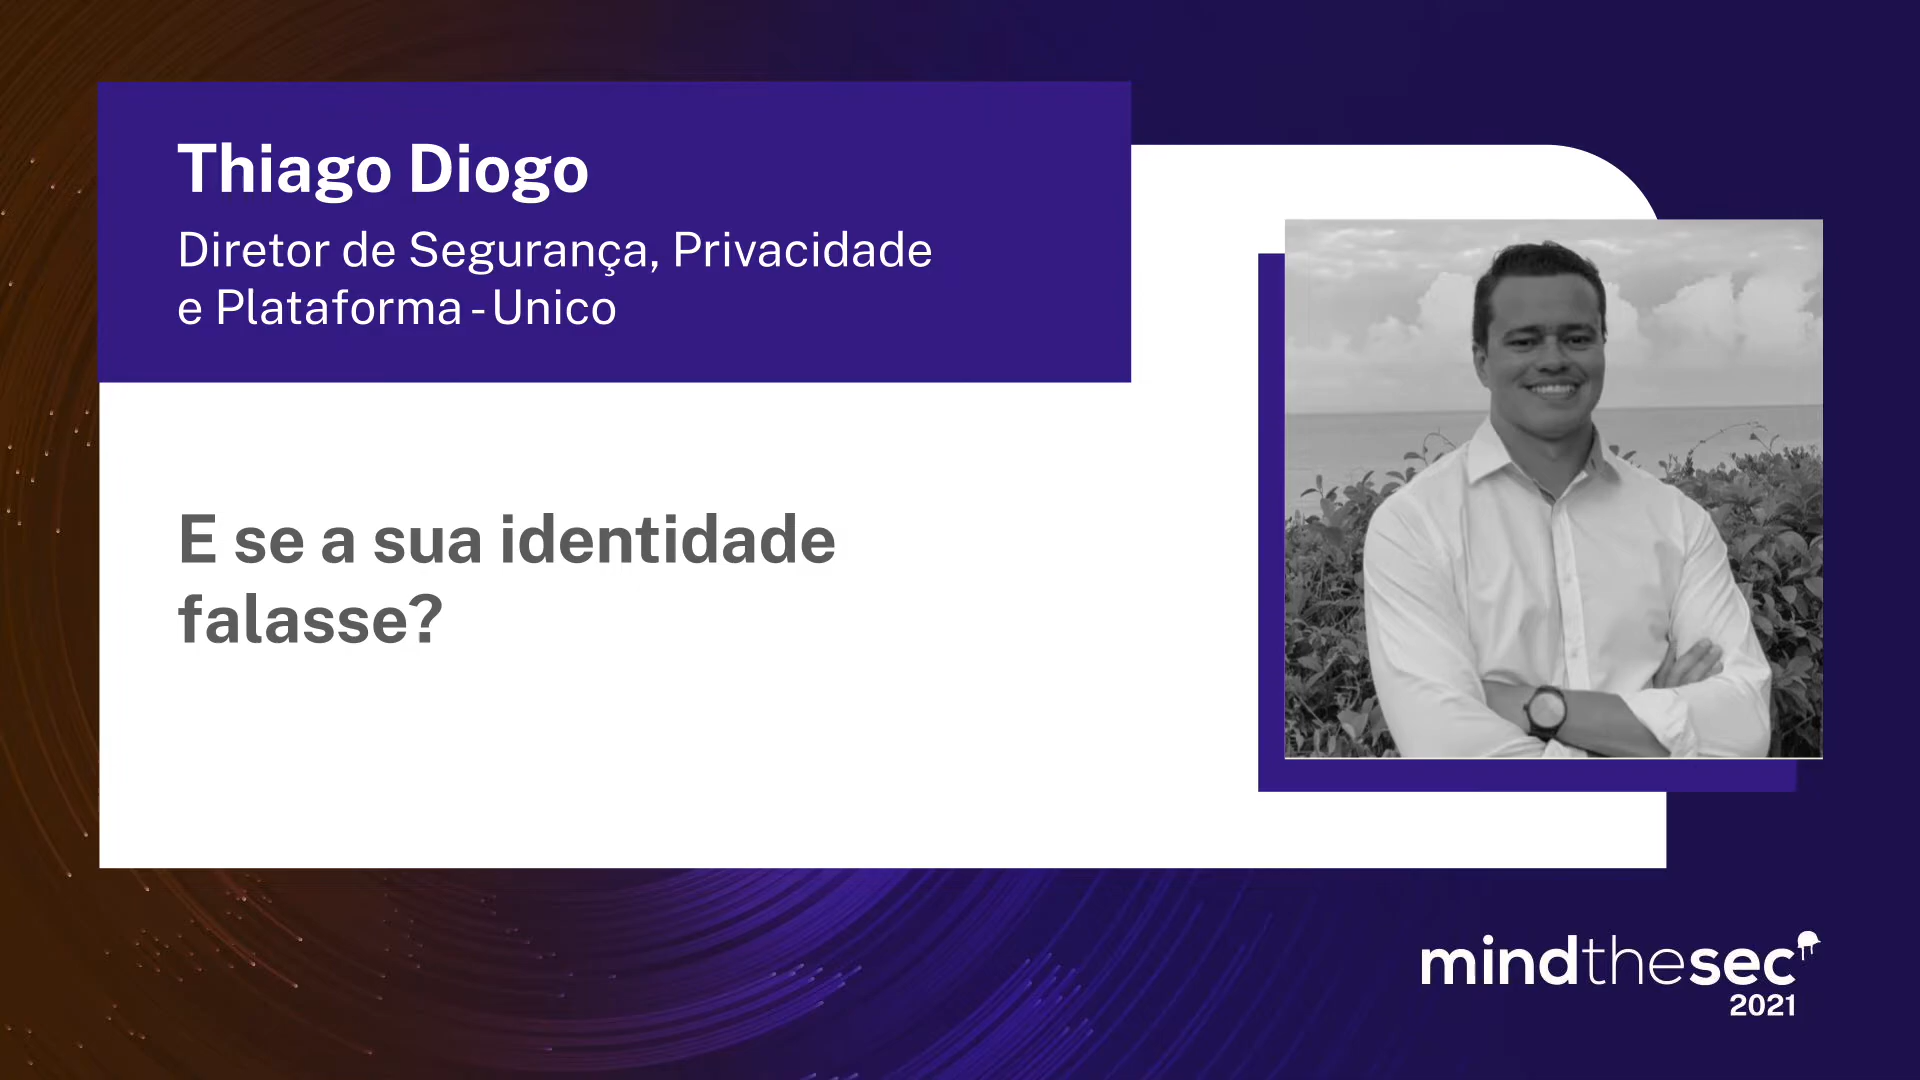 Thiago Diogo
Diretor de Segurança, Privacidade
e Plataforma - Unico
E se a sua identidade
falasse?
mindthesec
2021